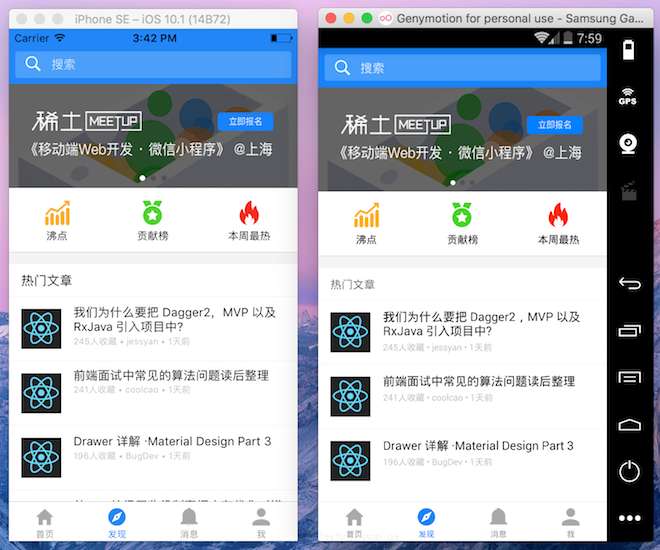 iPhone SE – iOS 10.1 (14B72)
Carrier
3:42 PM
搜索
稀土 MEETUP
立即报名
《移动端Web开发 · 微信小程序》 @上海
沸点
贡献榜
本周最热
热门文章
我们为什么要把 Dagger2，MVP 以及
RxJava 引入项目中?
245人收藏 • jessyan • 1天前
前端面试中常见的算法问题读后整理
241人收藏 • coolcao • 1天前
Drawer 详解 ·Material Design Part 3
196人收藏 • BugDev • 1天前
首页
发现
消息
我
Genymotion for personal use - Samsung Ga...
7:59
搜索
稀土 MEETUP
立即报名
《移动端Web开发 · 微信小程序》 @上海
沸点
贡献榜
本周最热
热门文章
我们为什么要把 Dagger2，MVP 以及
RxJava 引入项目中?
245人收藏 • jessyan • 1天前
前端面试中常见的算法问题读后整理
241人收藏 • coolcao • 1天前
Drawer 详解 ·Material Design Part 3
196人收藏 • BugDev • 1天前
首页
发现
消息
我
GPS